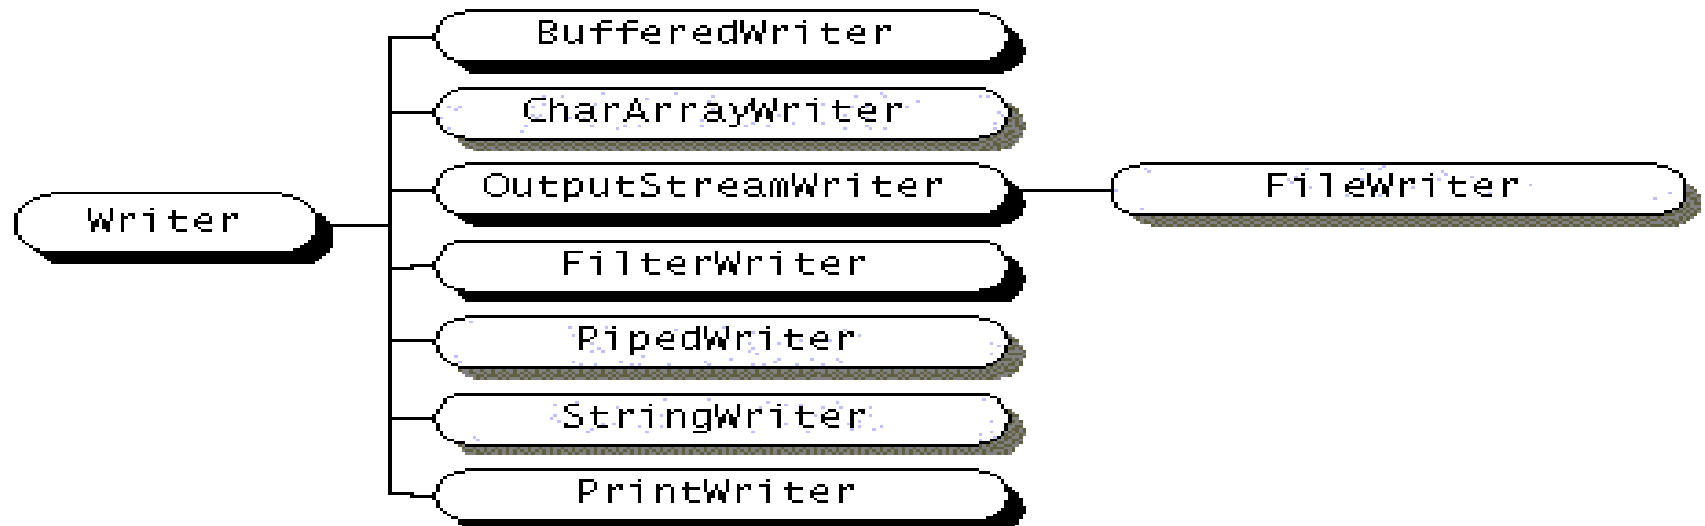 BufferedWriter
CharArrayWriter
OutputStreamWriter
FileWriter
Writer
FilterWriter
PipedWriter
StringWriter
PrintWriter